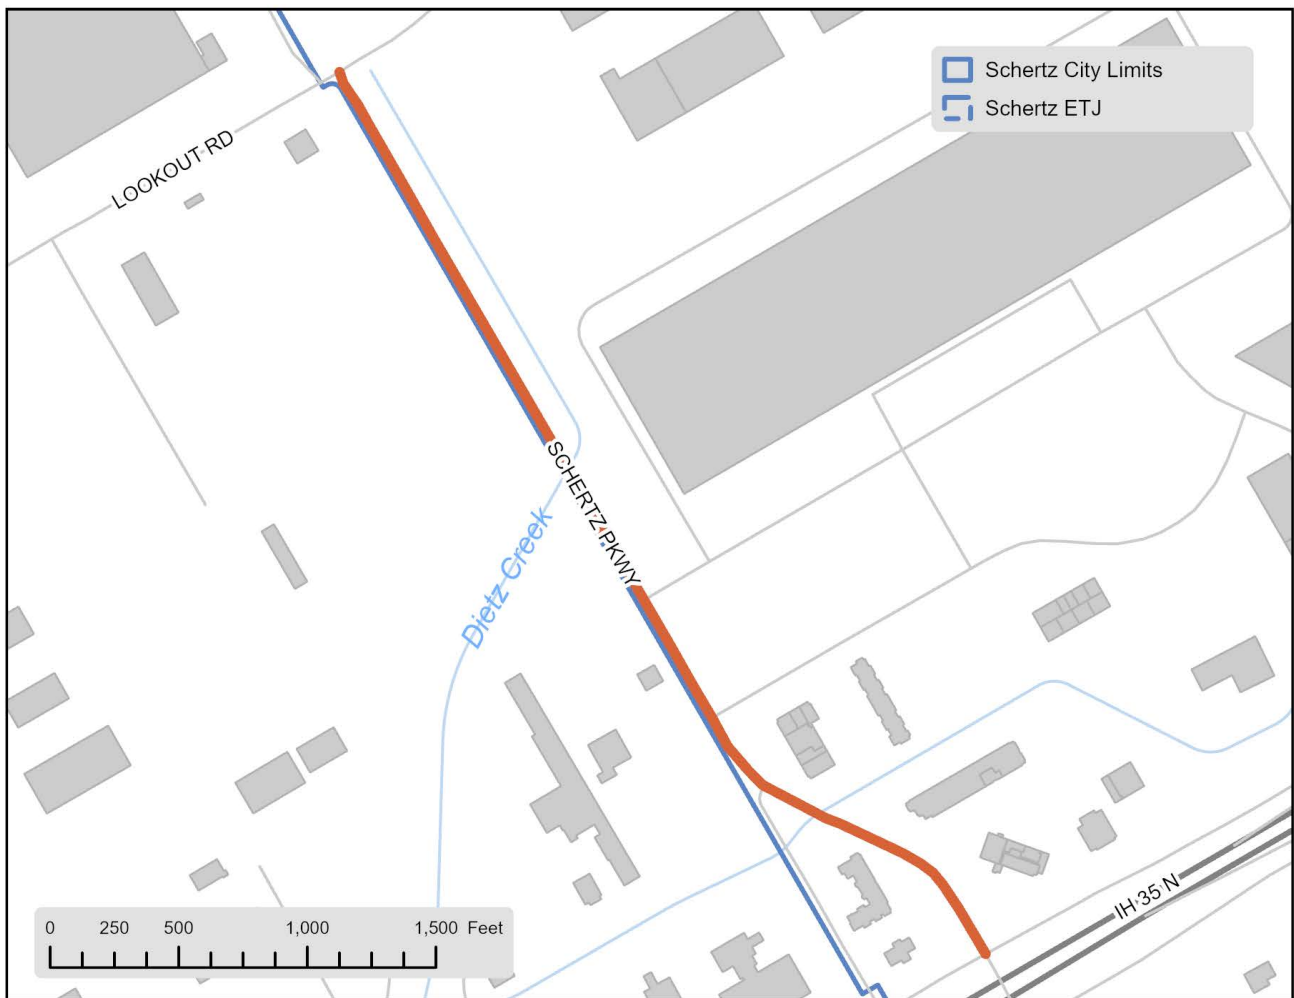 Schertz City Limits
Schertz ETJ
LOOKOUT RD
SCHERTZ PKWY
Dietz Creek
IH 35 N
0 250 500 1,000 1,500 Feet